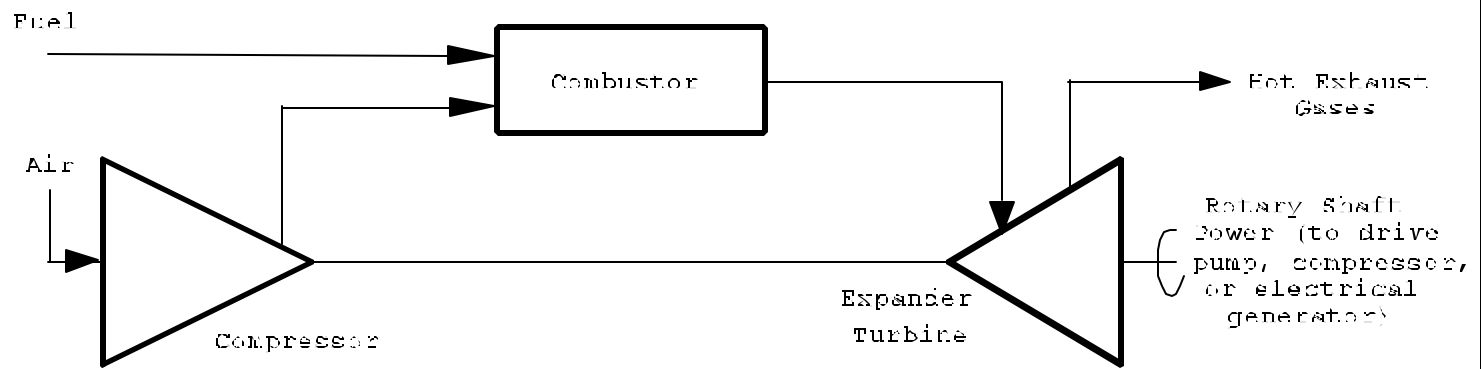 Fuel
Combustor
Hot Exhaust
Gases
Air
Rotary Shaft
Power (to drive
pump, compressor,
or electrical
generator)
Expander
Turbine
Compressor